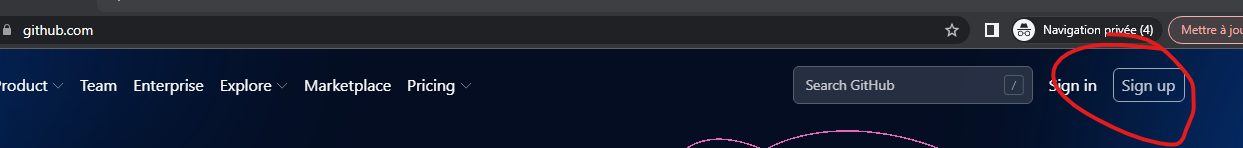 github.com
Navigation privée (4)
Mettre à jou
Product Team Enterprise Explore Marketplace Pricing
Search GitHub /
Sign in Sign up